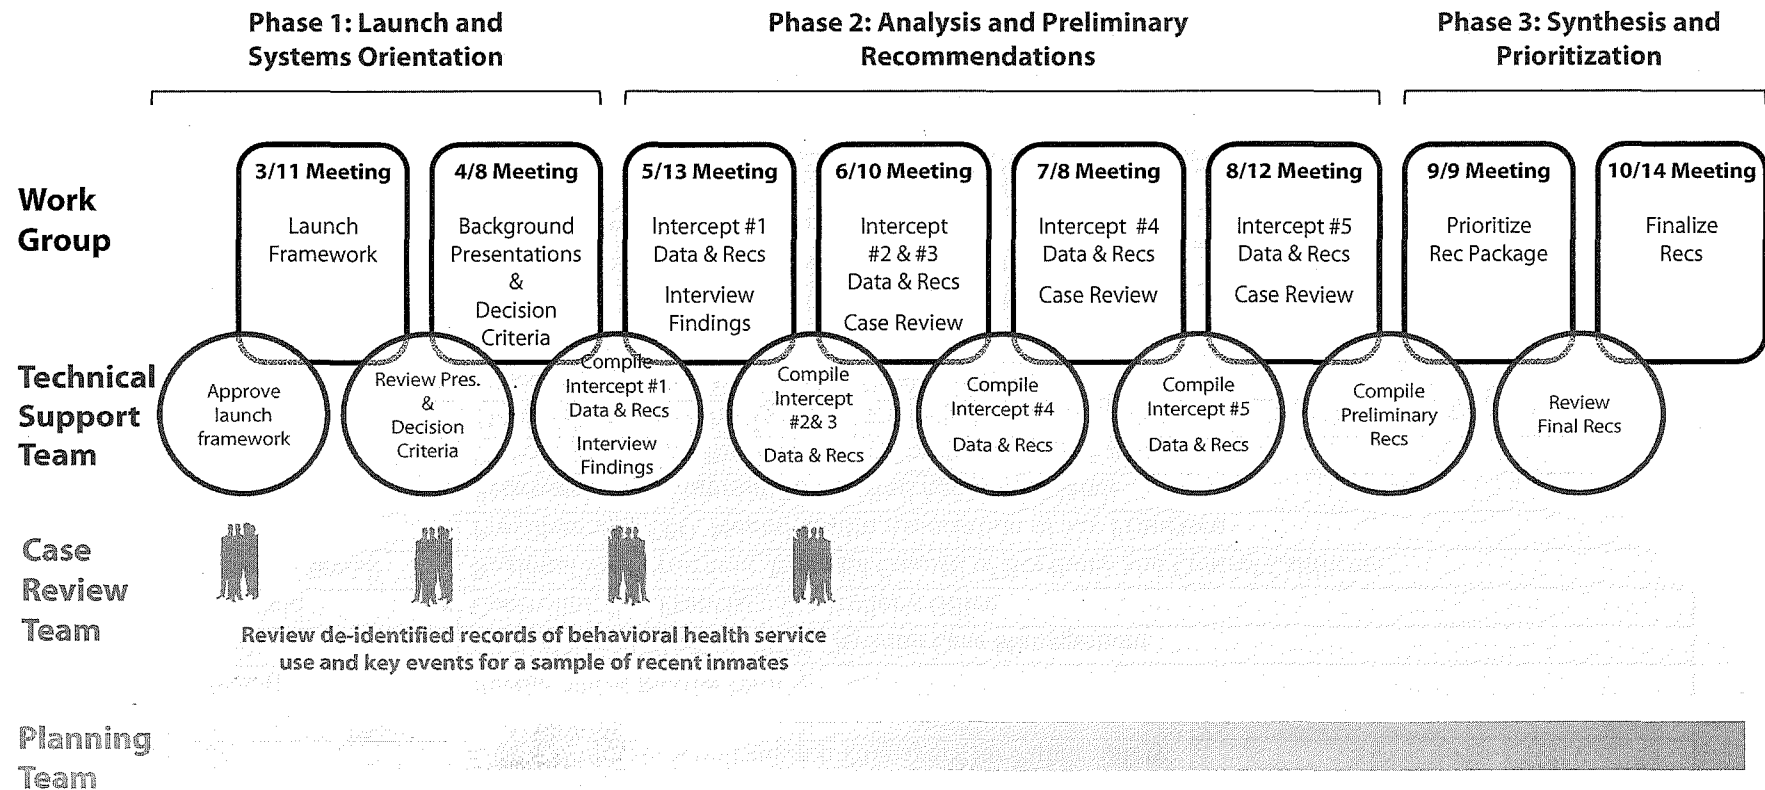 Phase 1: Launch and
Systems Orientation
Phase 2: Analysis and Preliminary
Recommendations
Phase 3: Synthesis and
Prioritization
Work
Group
3/11 Meeting
Launch
Framework
4/8 Meeting
Background
Presentations
&
Decision
Criteria
5/13 Meeting
Intercept #1
Data & Recs
Interview
Findings
6/10 Meeting
Intercept
#2 & #3
Data & Recs
Case Review
7/8 Meeting
Intercept #4
Data & Recs
Case Review
8/12 Meeting
Intercept #5
Data & Recs
Case Review
9/9 Meeting
Prioritize
Rec Package
10/14 Meeting
Finalize
Recs
Technical
Support
Team
Approve
launch
framework
Review Pres.
&
Decision
Criteria
Compile
Intercept #1
Data & Recs
Interview
Findings
Compile
Intercept
#2& 3
Data & Recs
Compile
Intercept #4
Data & Recs
Compile
Intercept #5
Data & Recs
Compile
Preliminary
Recs
Review
Final Recs
Case
Review
Team
Review de-identified records of behavioral health service
use and key events for a sample of recent inmates
Planning
Team